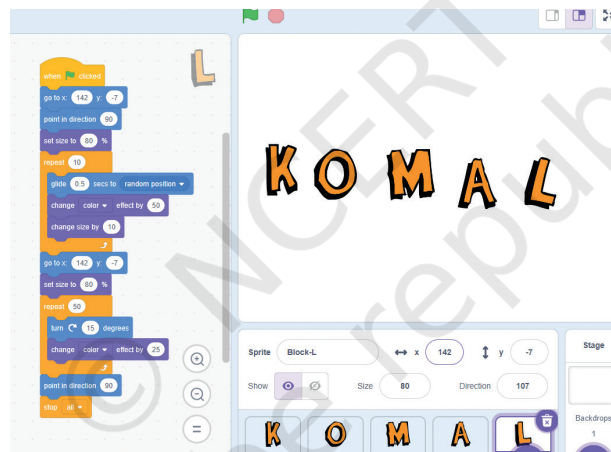 when clicked
go to x: 142 y: -7
point in direction 90
set size to 80 %
repeat 10
glide 0.5 secs to random position
change color effect by 50
change size by 10
go to x: 142 y: -7
set size to 80 %
repeat 50
turn 15 degrees
change color effect by 25
point in direction 90
stop all
L
KOMAL
Sprite Block-L x 142 y -7
Show Size 80 Direction 107
K O M A L
Stage
Backdrops
1
© NCERT
be repub